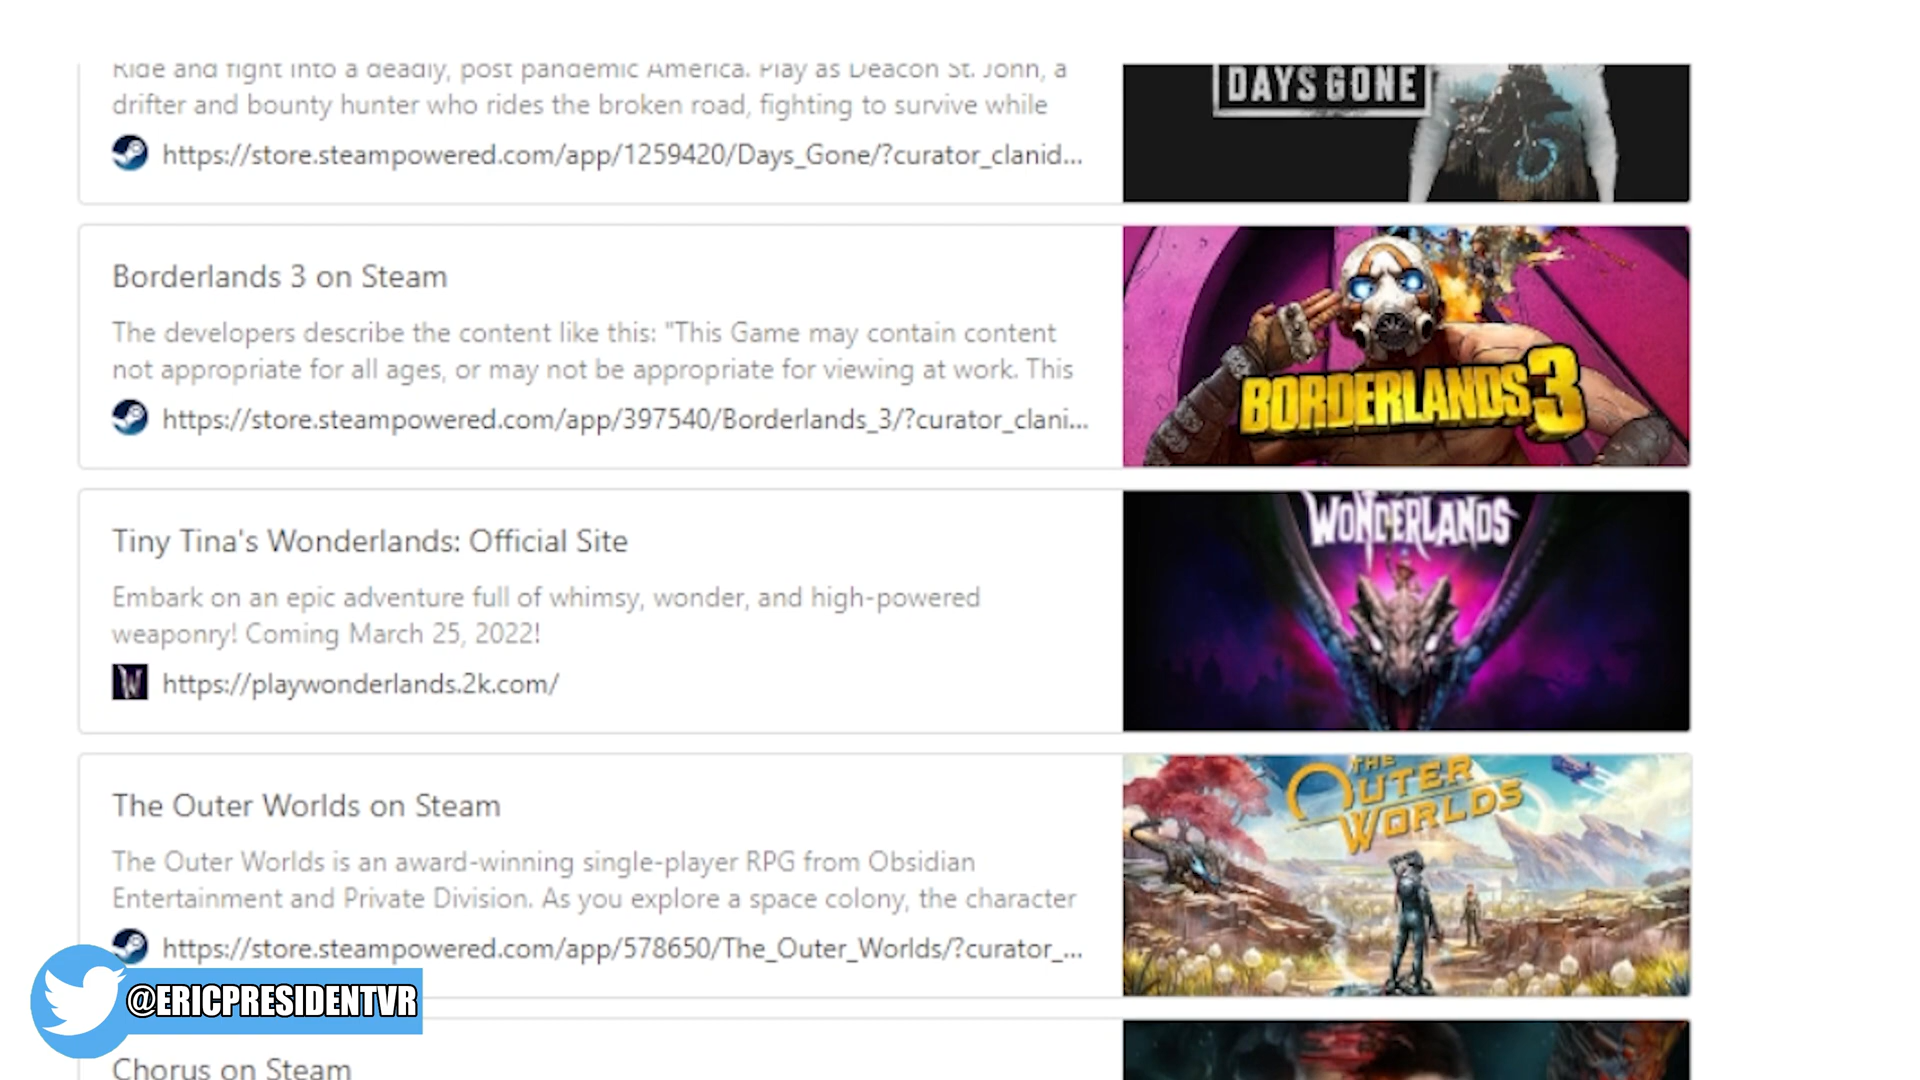 Ride and fight into a deadly, post pandemic America. Play as Deacon St. John, a
drifter and bounty hunter who rides the broken road, fighting to survive while
https://store.steampowered.com/app/1259420/Days_Gone/?curator_clanid...
DAYS GONE
Borderlands 3 on Steam
The developers describe the content like this: "This Game may contain content
not appropriate for all ages, or may not be appropriate for viewing at work. This
https://store.steampowered.com/app/397540/Borderlands_3/?curator_clani...
BORDERLANDS 3
Tiny Tina's Wonderlands: Official Site
Embark on an epic adventure full of whimsy, wonder, and high-powered
weaponry! Coming March 25, 2022!
W https://playwonderlands.2k.com/
WONDERLANDS
The Outer Worlds on Steam
The Outer Worlds is an award-winning single-player RPG from Obsidian
Entertainment and Private Division. As you explore a space colony, the character
https://store.steampowered.com/app/578650/The_Outer_Worlds/?curator_...
THE
OUTER
WORLDS
@ERICPRESIDENTVR
Chorus on Steam